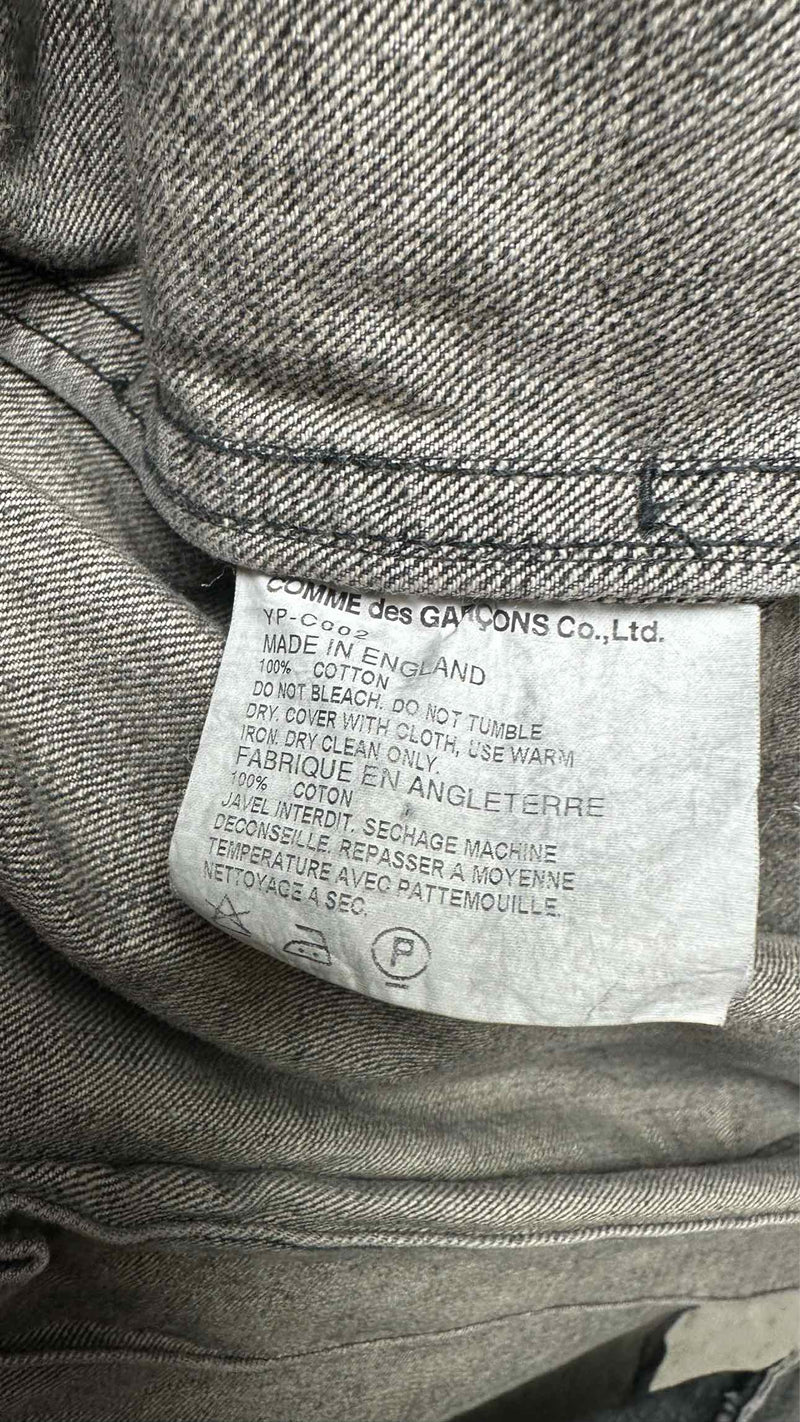 COMME des GARÇONS Co.,Ltd.
YP-C002
MADE IN ENGLAND
100% COTTON
DO NOT BLEACH. DO NOT TUMBLE
DRY. COVER WITH CLOTH, USE WARM
IRON. DRY CLEAN ONLY.
FABRIQUE EN ANGLETERRE
100% COTON
JAVEL INTERDIT. SECHAGE MACHINE
DECONSEILLE. REPASSER A MOYENNE
TEMPERATURE AVEC PATTEMOUILLE.
NETTOYAGE A SEC.
P